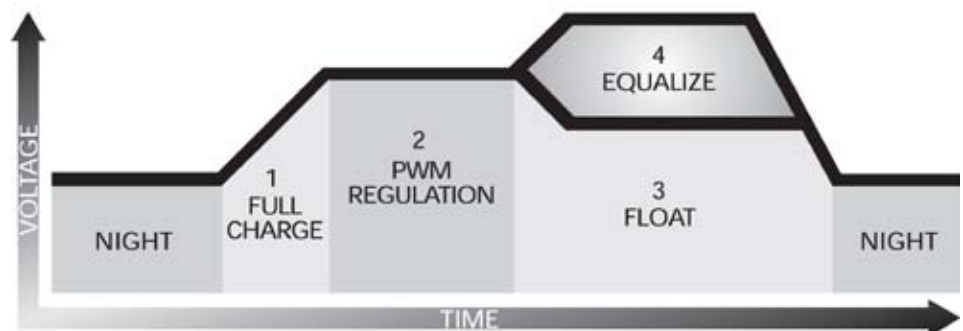 VOLTAGE
NIGHT
1
FULL
CHARGE
2
PWM
REGULATION
4
EQUALIZE
3
FLOAT
NIGHT
TIME